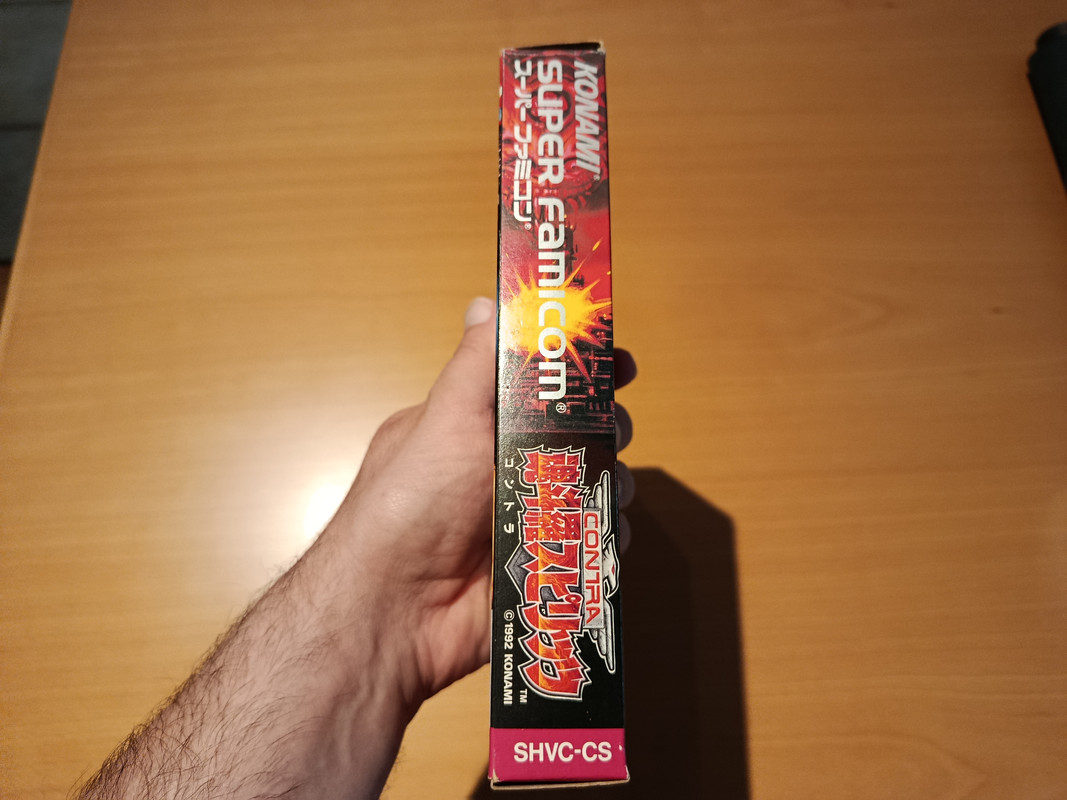 KONAMI®
SUPER Famicom®
スーパー ファミコン®
CONTRA
魂斗羅スピリッツ
コントラ
™
©1992 KONAMI
SHVC-CS